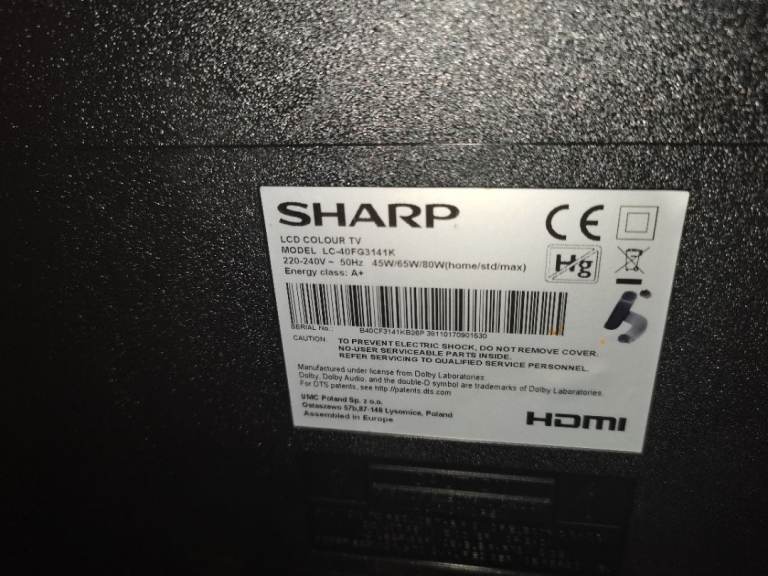 SHARP
CE
LCD COLOUR TV
MODEL LC-40FG3141K
220-240V ~ 50Hz 45W/65W/80W(home/std/max)
Energy class: A+
Hg
SERIAL No.:
CAUTION: TO PREVENT ELECTRIC SHOCK, DO NOT REMOVE COVER.
NO-USER SERVICEABLE PARTS INSIDE.
REFER SERVICING TO QUALIFIED SERVICE PERSONNEL.
Manufactured under license from Dolby Laboratories.
Dolby, Dolby Audio, and the double-D symbol are trademarks of Dolby Laboratories.
For DTS patents, see http://patents.dts.com
UMC Poland Sp. z o.o.
Ostaszewo 57b,87-148 Lysomice, Poland
Assembled in Europe
HDMI